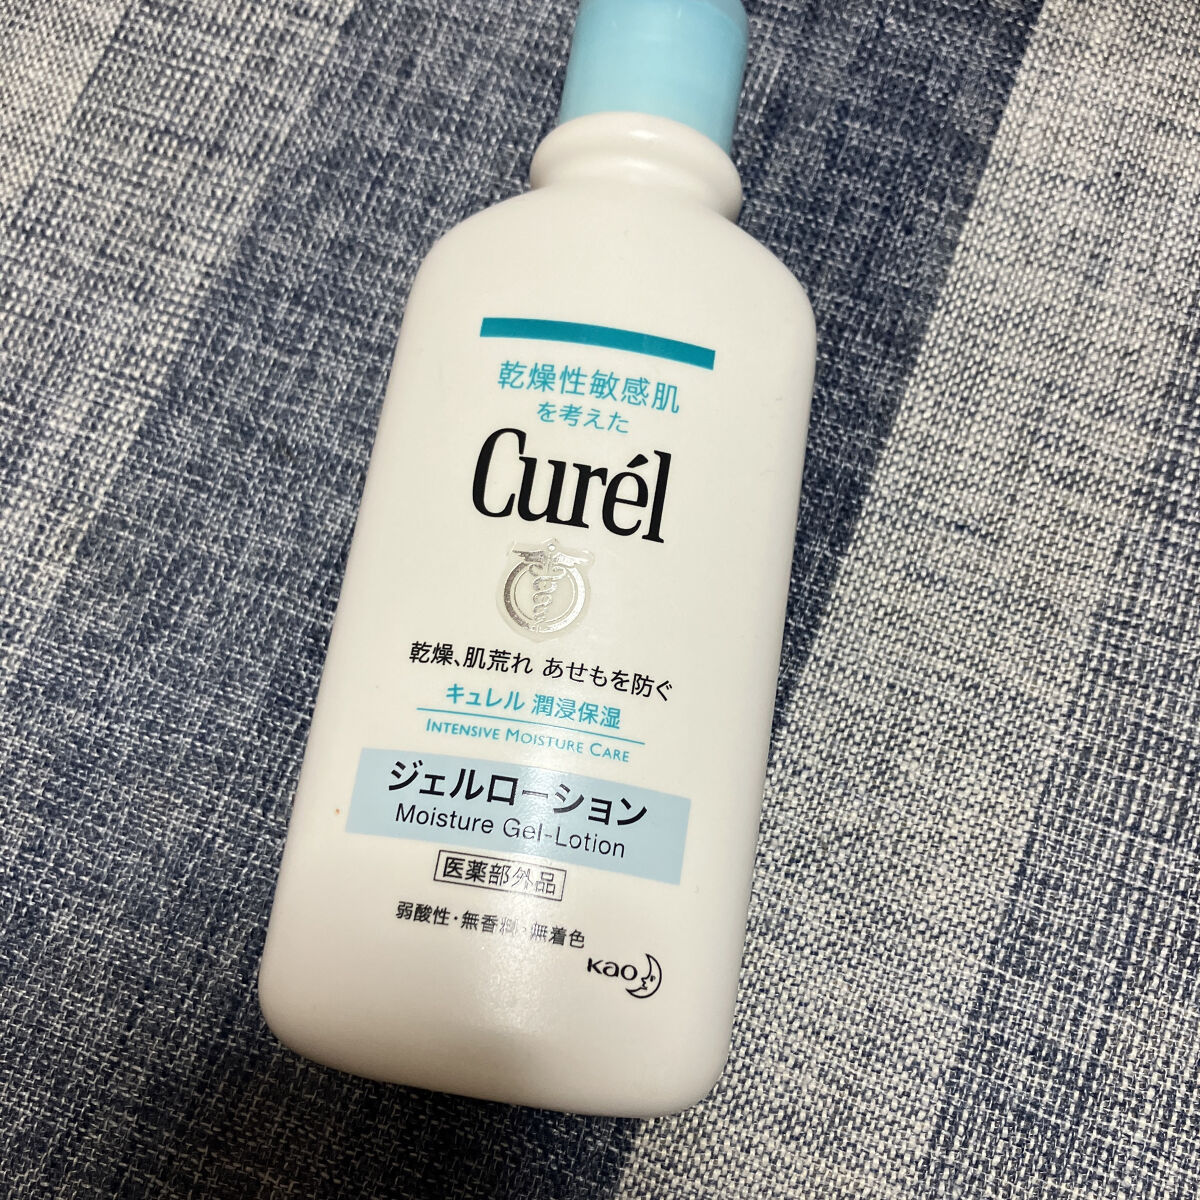 乾燥性敏感肌
を考えた
Curél
乾燥、肌荒れ あせもを防ぐ
キュレル 潤浸保湿
INTENSIVE MOISTURE CARE
ジェルローション
Moisture Gel-Lotion
医薬部外品
弱酸性・無香料・無着色
Kao